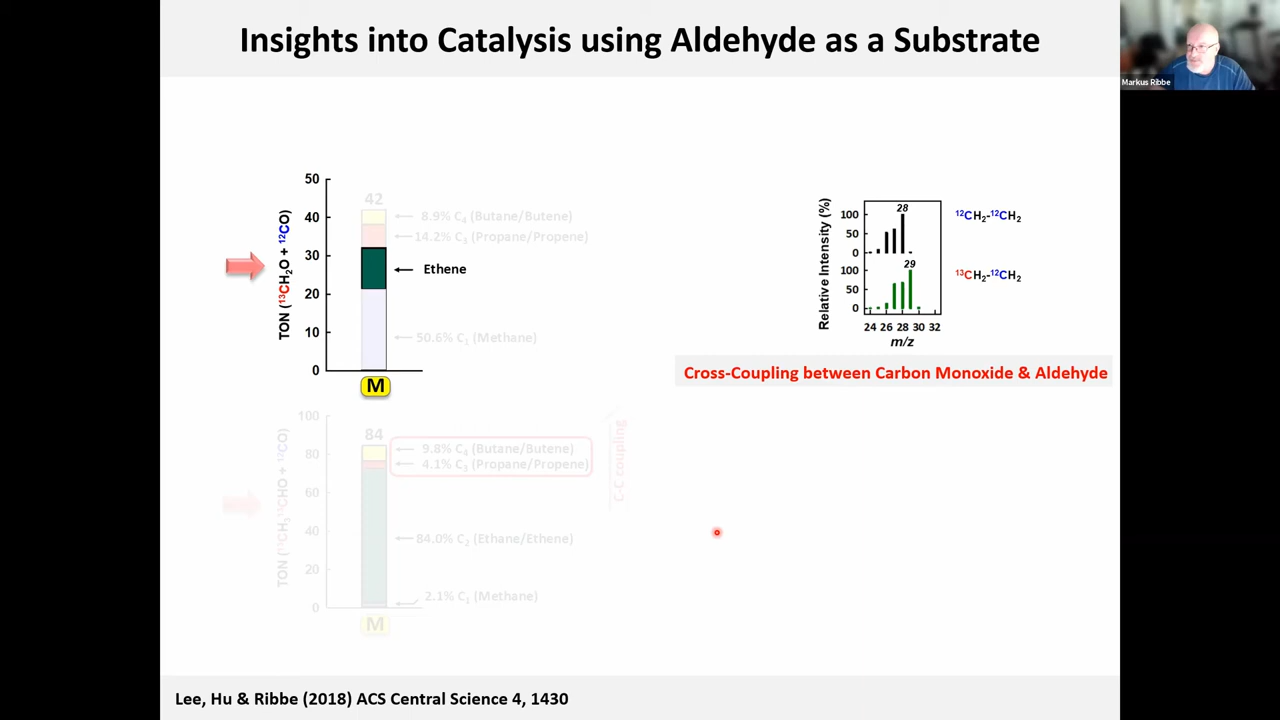 Insights into Catalysis using Aldehyde as a Substrate
Markus Ribbe
TON (¹³CH₂O + ¹²CO)
50
40
30
20
10
0
42
8.9% C₄ (Butane/Butene)
14.2% C₃ (Propane/Propene)
Ethene
50.6% C₁ (Methane)
M
Relative Intensity (%)
100
50
0
100
50
0
28
29
24 26 28 30 32
m/z
¹²CH₂-¹²CH₂
¹³CH₂-¹²CH₂
Cross-Coupling between Carbon Monoxide & Aldehyde
TON (¹³CH₃¹³CHO + ¹²CO)
100
80
60
40
20
0
84
9.8% C₄ (Butane/Butene)
4.1% C₃ (Propane/Propene)
84.0% C₂ (Ethane/Ethene)
2.1% C₁ (Methane)
M
C-C coupling
Lee, Hu & Ribbe (2018) ACS Central Science 4, 1430